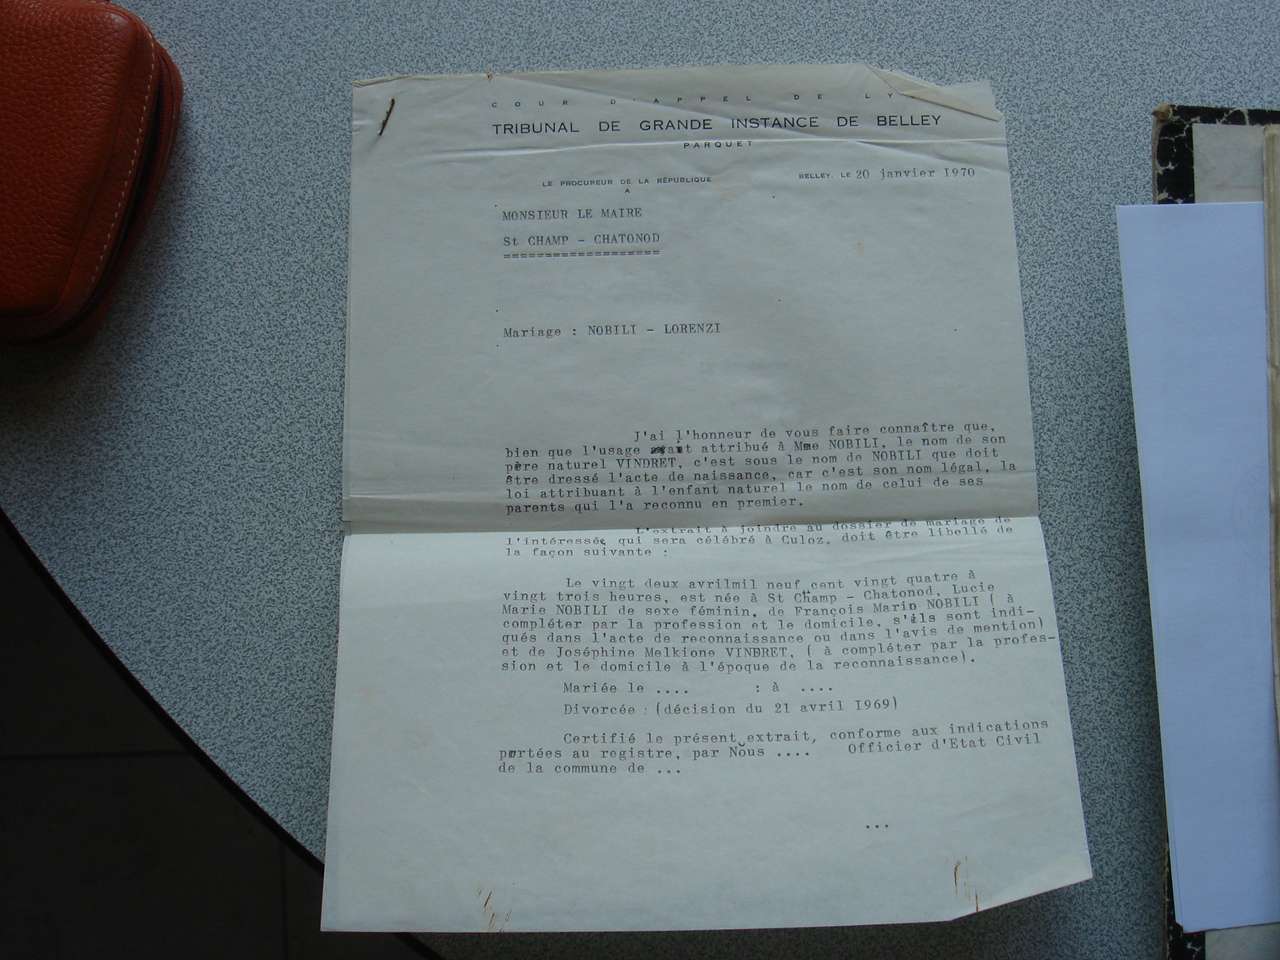 COUR D'APPEL DE LY
TRIBUNAL DE GRANDE INSTANCE DE BELLEY
PARQUET
LE PROCUREUR DE LA RÉPUBLIQUE
A
BELLEY, LE 20 janvier 1970
MONSIEUR LE MAIRE
St CHAMP - CHATONOD
===================
Mariage : NOBILI - LORENZI
J'ai l'honneur de vous faire connaître que,
bien que l'usage ayant attribué à Mme NOBILI, le nom de son
père naturel VINDRET, c'est sous le nom de NOBILI que doit
être dressé l'acte de naissance, car c'est son nom légal, la
loi attribuant à l'enfant naturel le nom de celui de ses
parents qui l'a reconnu en premier.
L'extrait à joindre au dossier de mariage de
l'intéressée, qui sera célébré à Culoz, doit être libellé de
la façon suivante :
Le vingt deux avrilmil neuf cent vingt quatre à
vingt trois heures, est née à St Champ - Chatonod, Lucie
Marie NOBILI de sexe féminin, de François Marin NOBILI ( à
compléter par la profession et le domicile, s'ils sont indi-
qués dans l'acte de reconnaissance ou dans l'avis de mention)
et de Joséphine Melkione VINDRET, ( à compléter par la profes-
sion et le domicile à l'époque de la reconnaissance).
Mariée le .... : à ....
Divorcée : (décision du 21 avril 1969)
Certifié le présent extrait, conforme aux indications
portées au registre, par Nous .... Officier d'Etat Civil
de la commune de ...
...